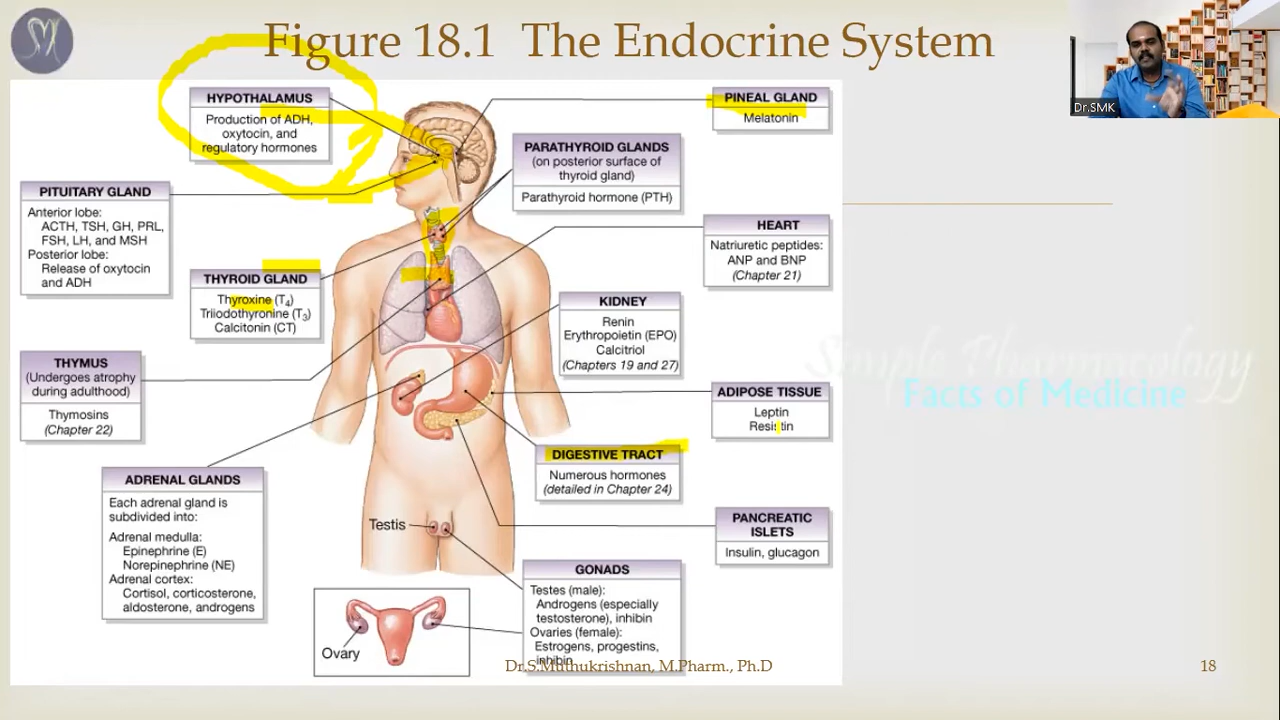 SM
Figure 18.1 The Endocrine System
Dr.SMK
HYPOTHALAMUS
Production of ADH,
oxytocin, and
regulatory hormones
PITUITARY GLAND
Anterior lobe:
ACTH, TSH, GH, PRL,
FSH, LH, and MSH
Posterior lobe:
Release of oxytocin
and ADH
THYROID GLAND
Thyroxine (T4)
Triiodothyronine (T3)
Calcitonin (CT)
THYMUS
(Undergoes atrophy
during adulthood)
Thymosins
(Chapter 22)
ADRENAL GLANDS
Each adrenal gland is
subdivided into:
Adrenal medulla:
Epinephrine (E)
Norepinephrine (NE)
Adrenal cortex:
Cortisol, corticosterone,
aldosterone, androgens
PINEAL GLAND
Melatonin
PARATHYROID GLANDS
(on posterior surface of
thyroid gland)
Parathyroid hormone (PTH)
HEART
Natriuretic peptides:
ANP and BNP
(Chapter 21)
KIDNEY
Renin
Erythropoietin (EPO)
Calcitriol
(Chapters 19 and 27)
ADIPOSE TISSUE
Leptin
Resistin
DIGESTIVE TRACT
Numerous hormones
(detailed in Chapter 24)
PANCREATIC
ISLETS
Insulin, glucagon
Testis
GONADS
Testes (male):
Androgens (especially
testosterone), inhibin
Ovaries (female):
Estrogens, progestins,
inhibin
Ovary
Simple Pharmacology
Facts of Medicine
Dr.S.Muthukrishnan, M.Pharm., Ph.D
18